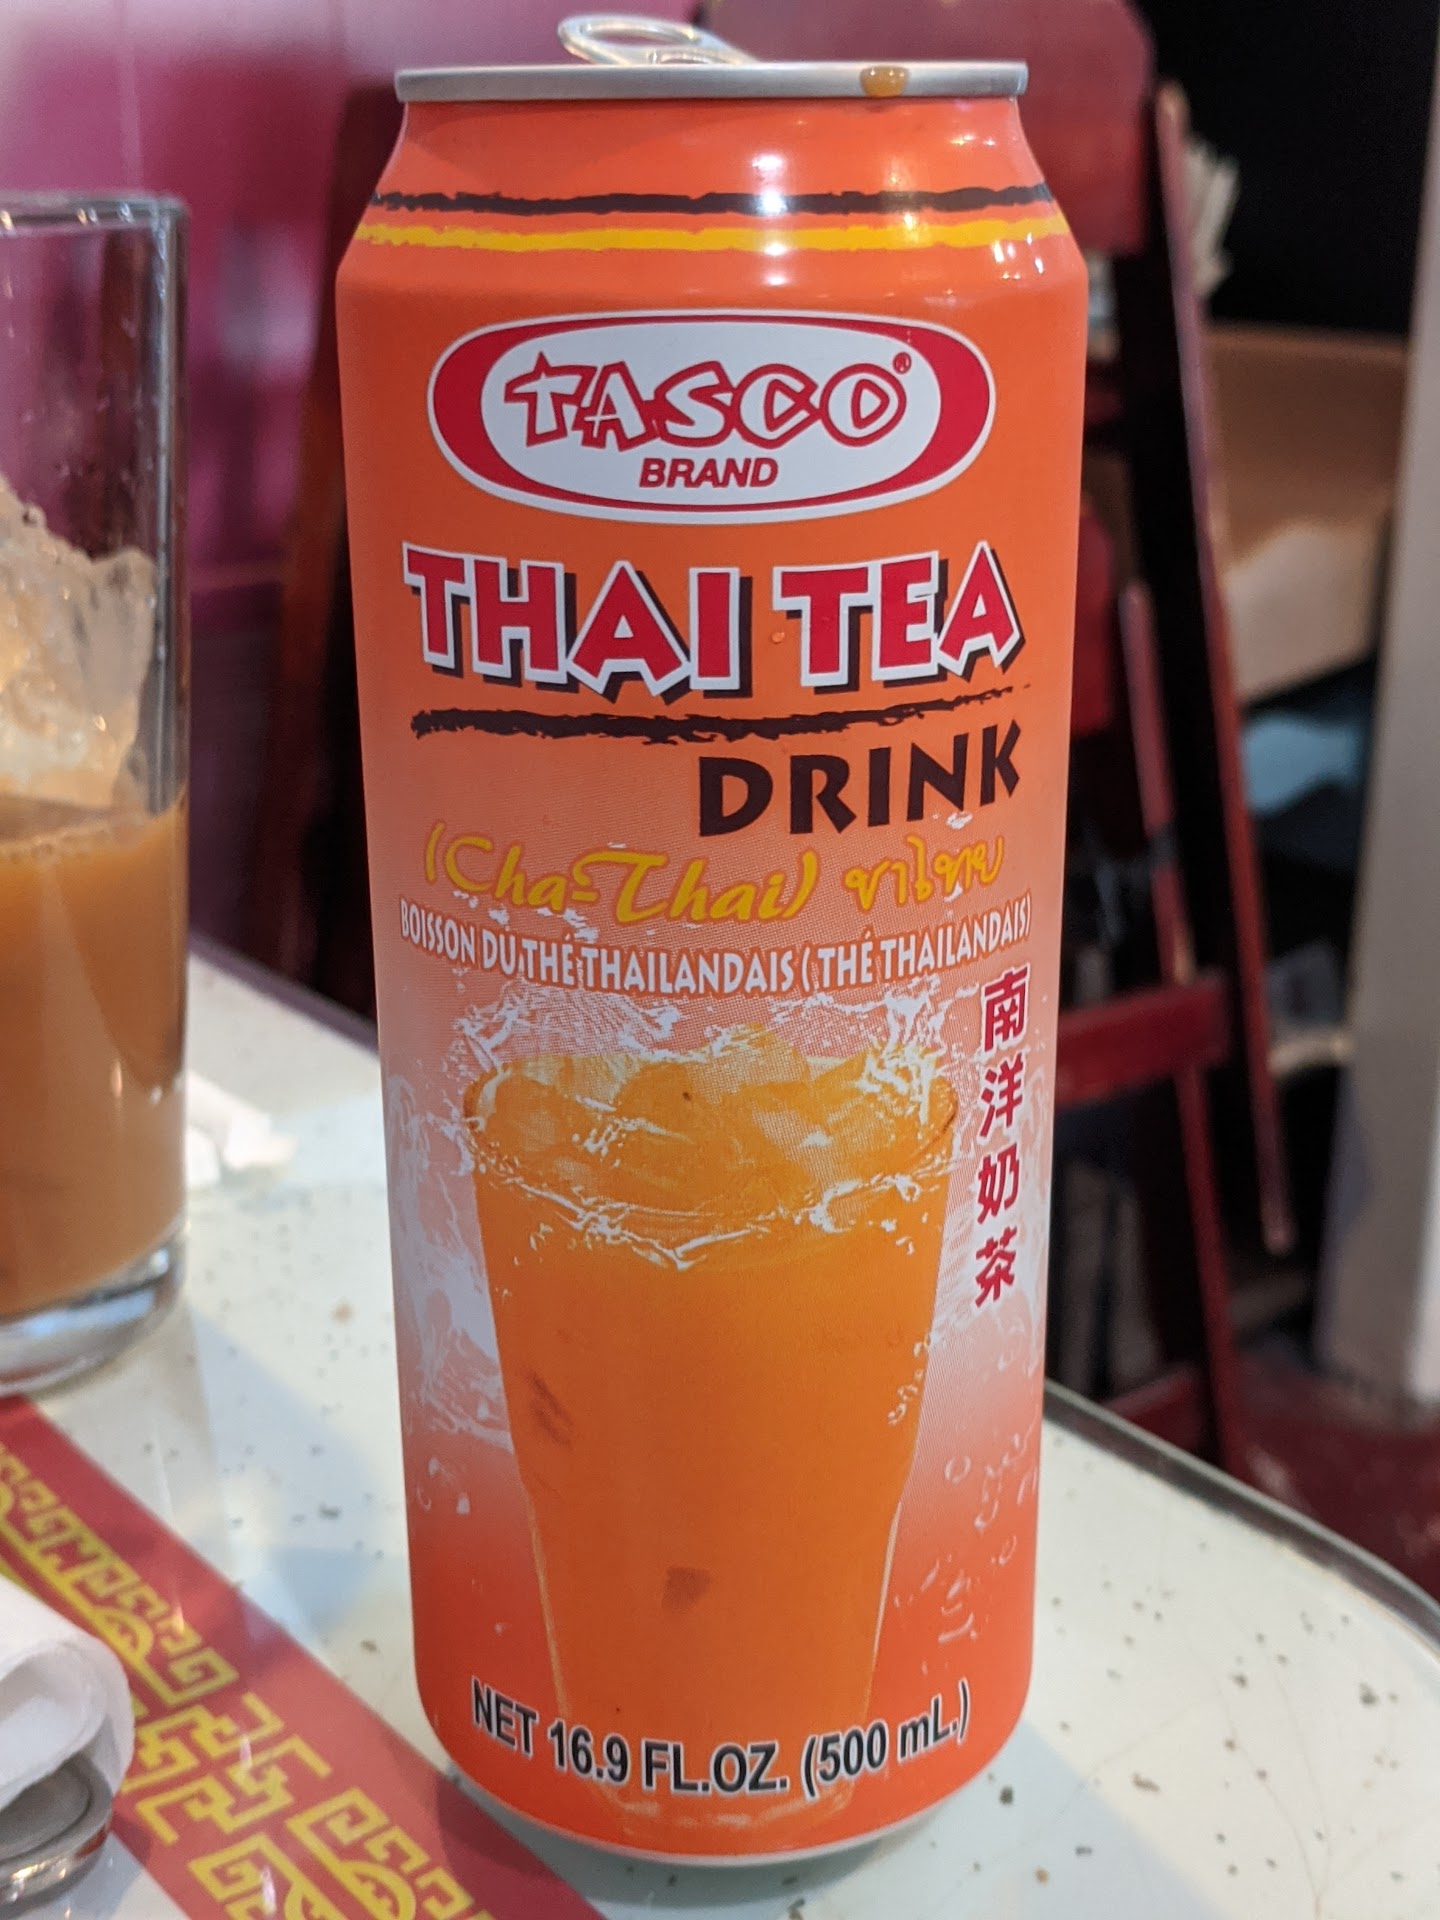 TASCO®
BRAND
THAI TEA
DRINK
(Cha-Thai) ชาไทย
BOISSON DU THÉ THAILANDAIS ( THÉ THAILANDAIS)
南洋奶茶
NET 16.9 FL.OZ. (500 mL.)